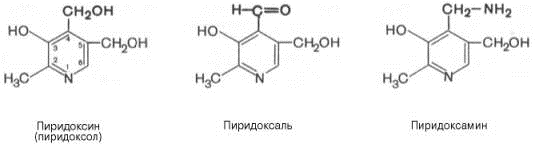 CH₂OH
HO
CH₂OH
H₃C
N
1
2
3
4
5
6
H–C=O
HO
CH₂OH
H₃C
N
CH₂–NH₂
HO
CH₂OH
H₃C
N
Пиридоксин
(пиридоксол)
Пиридоксаль
Пиридоксамин